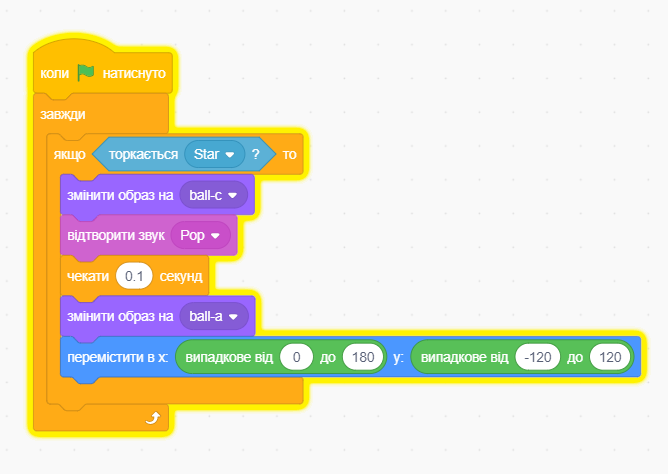 коли натиснуто
завжди
якщо торкається Star ? то
змінити образ на ball-c
відтворити звук Pop
чекати 0.1 секунд
змінити образ на ball-a
перемістити в x: випадкове від 0 до 180 y: випадкове від -120 до 120